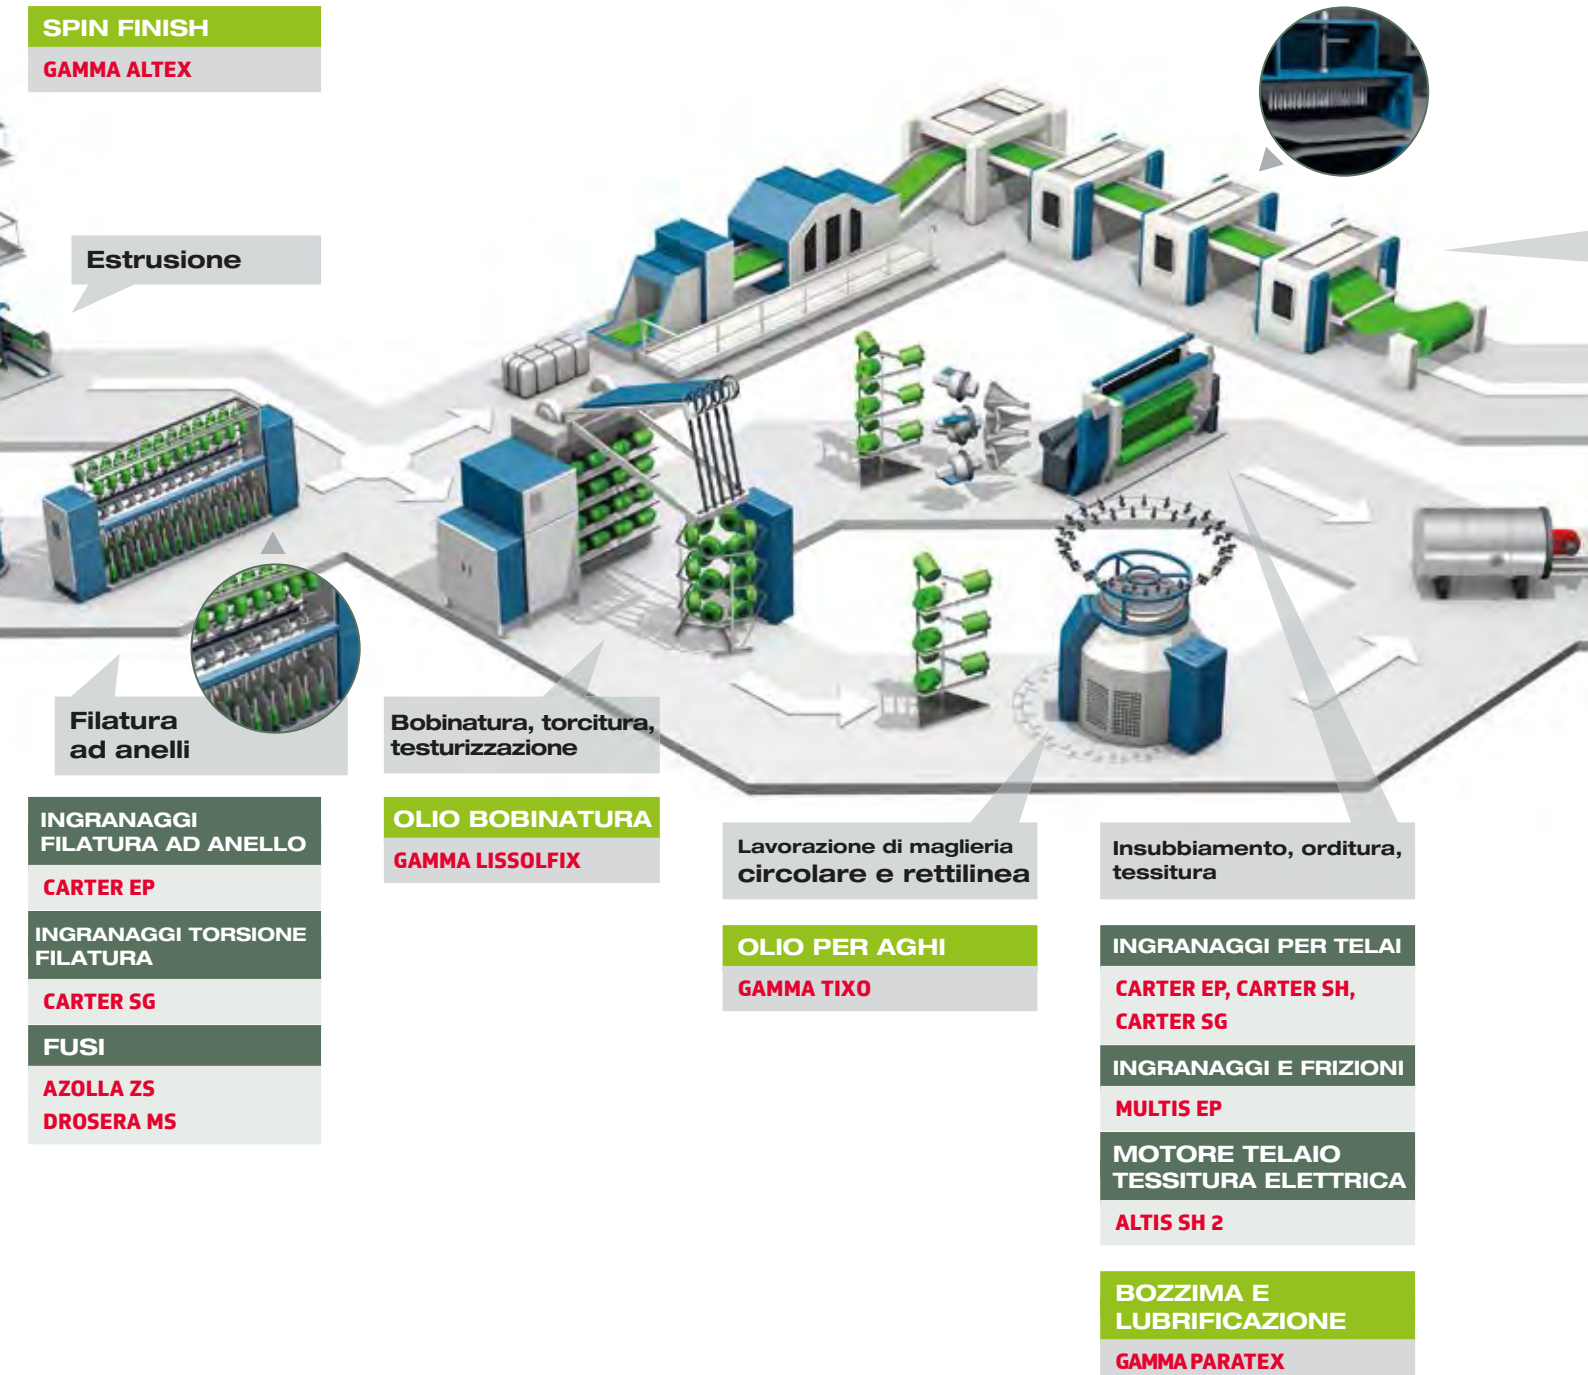 SPIN FINISH
GAMMA ALTEX
Estrusione
Filatura
ad anelli
INGRANAGGI
FILATURA AD ANELLO
CARTER EP
INGRANAGGI TORSIONE
FILATURA
CARTER SG
FUSI
AZOLLA ZS
DROSERA MS
Bobinatura, torcitura,
testurizzazione
OLIO BOBINATURA
GAMMA LISSOLFIX
Lavorazione di maglieria
circolare e rettilinea
OLIO PER AGHI
GAMMA TIXO
Insubbiamento, orditura,
tessitura
INGRANAGGI PER TELAI
CARTER EP, CARTER SH,
CARTER SG
INGRANAGGI E FRIZIONI
MULTIS EP
MOTORE TELAIO
TESSITURA ELETTRICA
ALTIS SH 2
BOZZIMA E
LUBRIFICAZIONE
GAMMA PARATEX